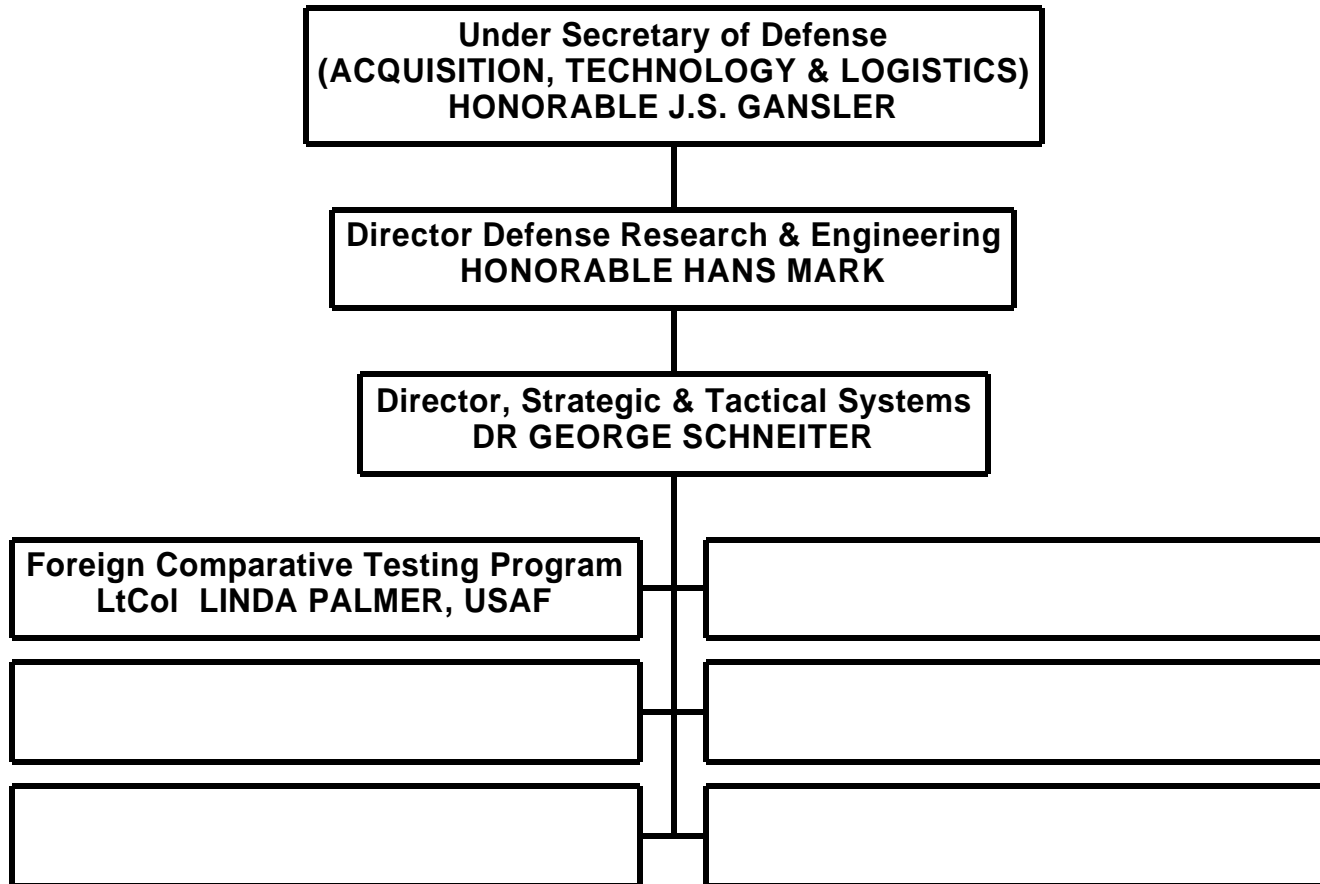 Under Secretary of Defense
(ACQUISITION, TECHNOLOGY & LOGISTICS)
HONORABLE J.S. GANSLER
Director Defense Research & Engineering
HONORABLE HANS MARK
Director, Strategic & Tactical Systems
DR GEORGE SCHNEITER
Foreign Comparative Testing Program
LtCol  LINDA PALMER, USAF